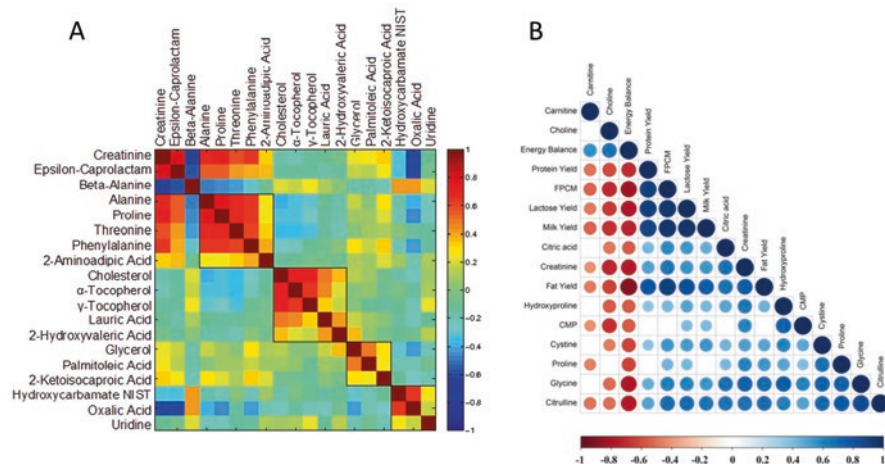 A
Creatinine
Epsilon-Caprolactam
Beta-Alanine
Alanine
Proline
Threonine
Phenylalanine
2-Aminoadipic Acid
Cholesterol
α-Tocopherol
γ-Tocopherol
Lauric Acid
2-Hydroxyvaleric Acid
Glycerol
Palmitoleic Acid
2-Ketoisocaproic Acid
Hydroxycarbamate NIST
Oxalic Acid
Uridine
Creatinine
Epsilon-Caprolactam
Beta-Alanine
Alanine
Proline
Threonine
Phenylalanine
2-Aminoadipic Acid
Cholesterol
α-Tocopherol
γ-Tocopherol
Lauric Acid
2-Hydroxyvaleric Acid
Glycerol
Palmitoleic Acid
2-Ketoisocaproic Acid
Hydroxycarbamate NIST
Oxalic Acid
Uridine
1
0.8
0.6
0.4
0.2
0
-0.2
-0.4
-0.6
-0.8
-1
B
Carnitine
Choline
Energy Balance
Protein Yield
FPCM
Lactose Yield
Milk Yield
Citric acid
Creatinine
Fat Yield
Hydroxyproline
CMP
Cystine
Proline
Glycine
Citrulline
Carnitine
Choline
Energy Balance
Protein Yield
FPCM
Lactose Yield
Milk Yield
Citric acid
Creatinine
Fat Yield
Hydroxyproline
CMP
Cystine
Proline
Glycine
Citrulline
-1 -0.8 -0.6 -0.4 -0.2 0 0.2 0.4 0.6 0.8 1